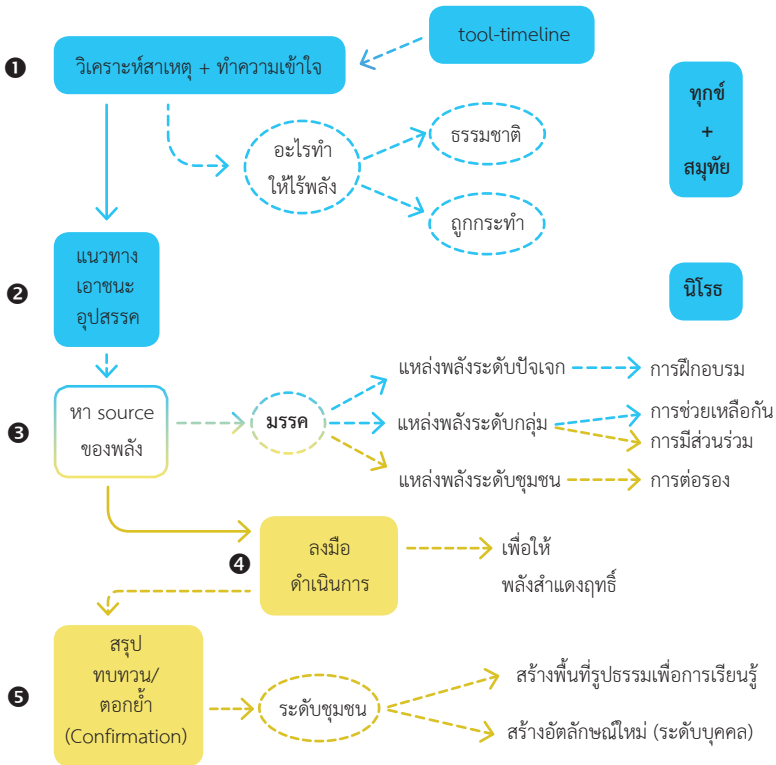 tool-timeline
❶
วิเคราะห์สาเหตุ + ทำความเข้าใจ
ทุกข์
+
สมุทัย
อะไรทำ
ให้ไร้พลัง
ธรรมชาติ
ถูกกระทำ
❷
แนวทาง
เอาชนะ
อุปสรรค
นิโรธ
❸
หา source
ของพลัง
มรรค
แหล่งพลังระดับปัจเจก
การฝึกอบรม
แหล่งพลังระดับกลุ่ม
การช่วยเหลือกัน
การมีส่วนร่วม
แหล่งพลังระดับชุมชน
การต่อรอง
❹
ลงมือ
ดำเนินการ
เพื่อให้
พลังสำแดงฤทธิ์
❺
สรุป
ทบทวน/
ตอกย้ำ
(Confirmation)
ระดับชุมชน
สร้างพื้นที่รูปธรรมเพื่อการเรียนรู้
สร้างอัตลักษณ์ใหม่ (ระดับบุคคล)